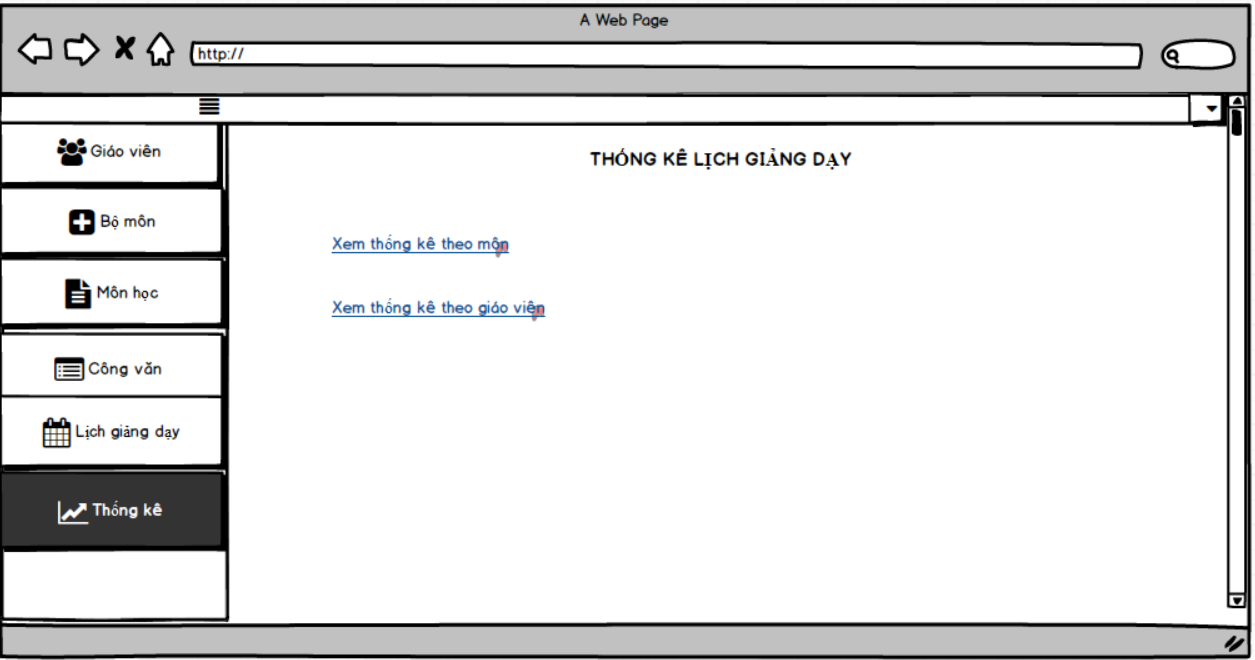 A Web Page
http://
Giáo viên
Bộ môn
Môn học
Công văn
Lịch giảng dạy
Thống kê
THỐNG KÊ LỊCH GIẢNG DẠY
Xem thống kê theo môn
Xem thống kê theo giáo viên